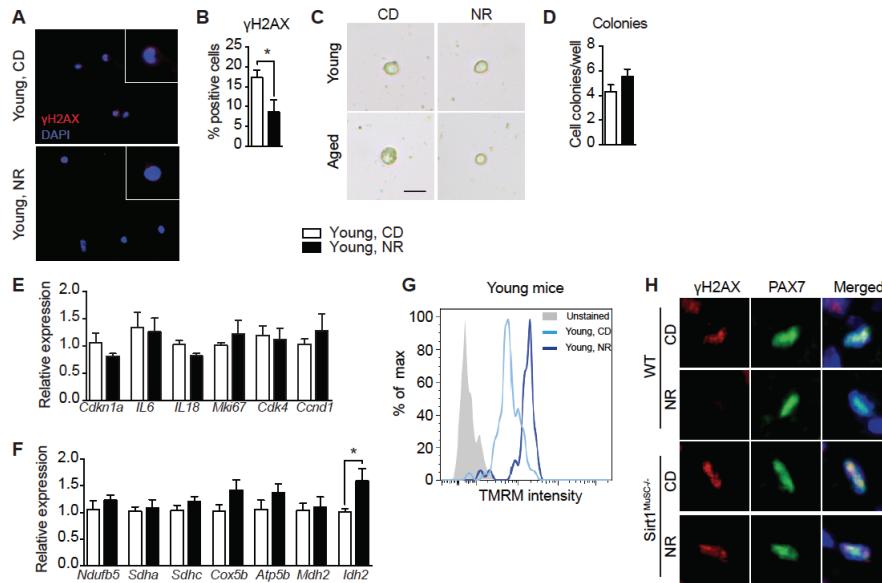 A
Young, CD
γH2AX
DAPI
Young, NR
B
γH2AX
% positive cells
25
20
15
10
5
0
*
C
CD NR
Young
Aged
D
Colonies
Cell colonies/well
8
6
4
2
0
Young, CD
Young, NR
E
Relative expression
2.0
1.5
1.0
0.5
0.0
Cdkn1a IL6 IL18 Mki67 Cdk4 Ccnd1
F
Relative expression
2.0
1.5
1.0
0.5
0.0
*
Ndufb5 Sdha Sdhc Cox5b Atp5b Mdh2 Idh2
G
Young mice
% of max
100
80
60
40
20
0
Unstained
Young, CD
Young, NR
TMRM intensity
H
γH2AX PAX7 Merged
WT
CD
NR
Sirt1MuSC-/-
CD
NR